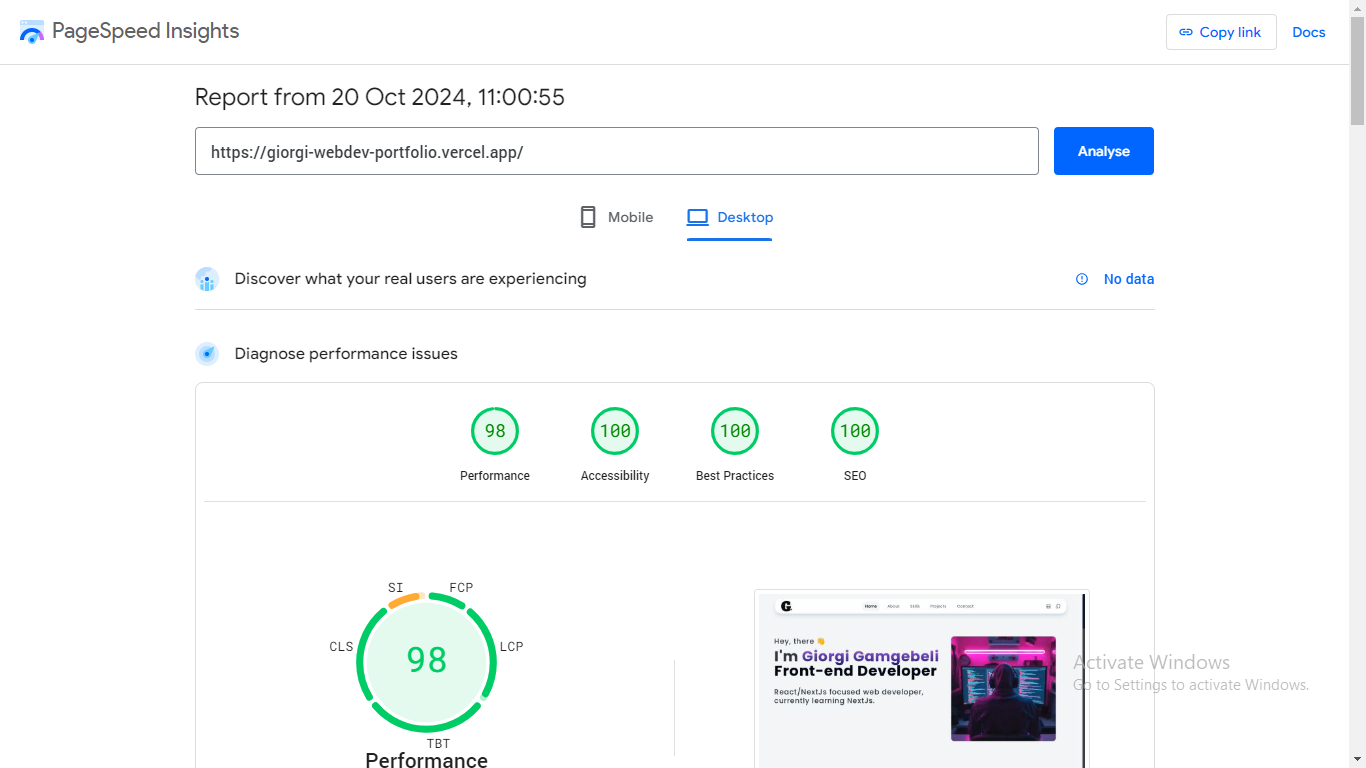 PageSpeed Insights
Copy link
Docs
Report from 20 Oct 2024, 11:00:55
https://giorgi-webdev-portfolio.vercel.app/
Analyse
Mobile
Desktop
Discover what your real users are experiencing
No data
Diagnose performance issues
98
100
100
100
Performance
Accessibility
Best Practices
SEO
SI
FCP
CLS
LCP
98
TBT
Performance
G.
Home
About
Skills
Projects
Contact
Hey, there 👋
I'm Giorgi Gamgebeli
Front-end Developer
React/NextJs focused web developer,
currently learning NextJs.
Activate Windows
Go to Settings to activate Windows.